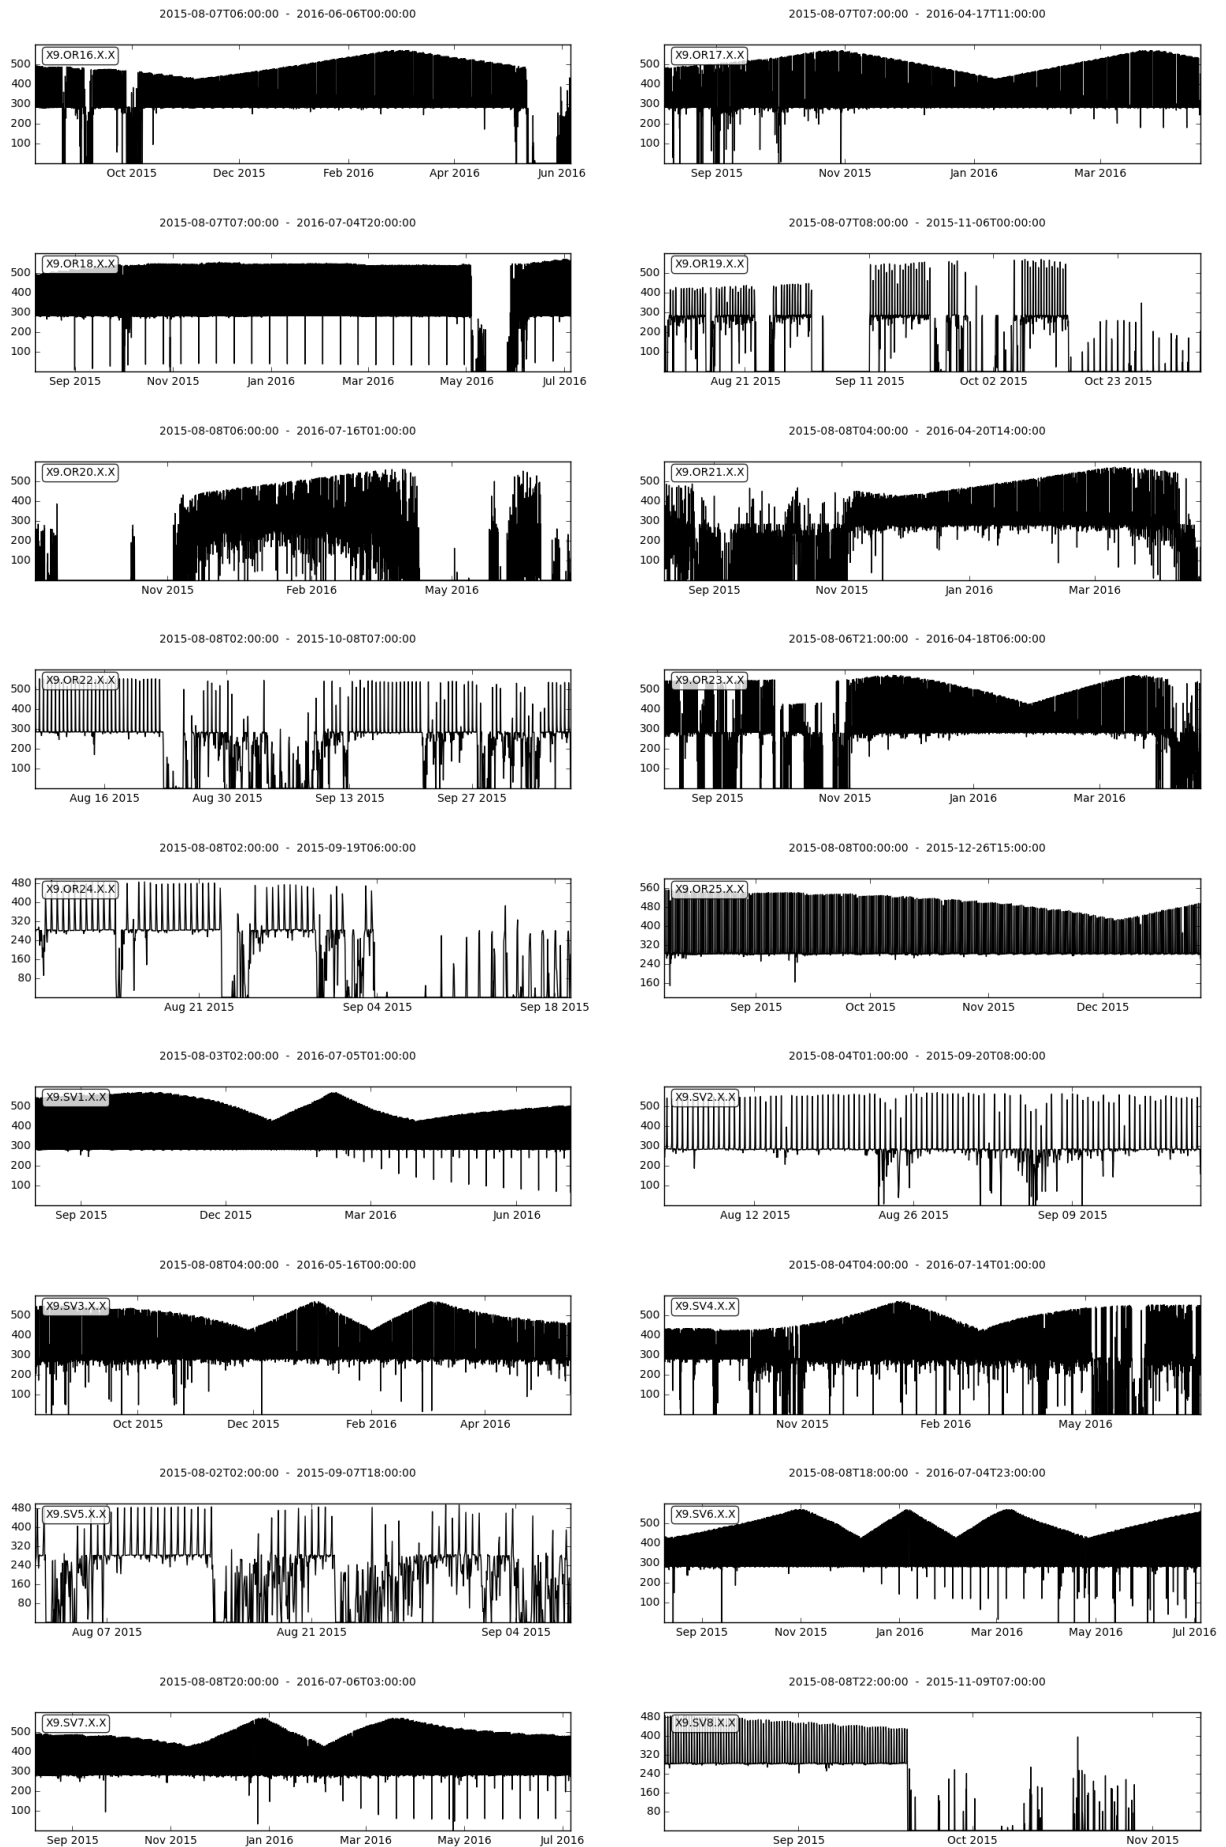 2015-08-07T06:00:00 - 2016-06-06T00:00:00
X9.OR16.X.X
500
400
300
200
100
Oct 2015 Dec 2015 Feb 2016 Apr 2016 Jun 2016
2015-08-07T07:00:00 - 2016-04-17T11:00:00
X9.OR17.X.X
500
400
300
200
100
Sep 2015 Nov 2015 Jan 2016 Mar 2016
2015-08-07T07:00:00 - 2016-07-04T20:00:00
X9.OR18.X.X
500
400
300
200
100
Sep 2015 Nov 2015 Jan 2016 Mar 2016 May 2016 Jul 2016
2015-08-07T08:00:00 - 2015-11-06T00:00:00
X9.OR19.X.X
500
400
300
200
100
Aug 21 2015 Sep 11 2015 Oct 02 2015 Oct 23 2015
2015-08-08T06:00:00 - 2016-07-16T01:00:00
X9.OR20.X.X
500
400
300
200
100
Nov 2015 Feb 2016 May 2016
2015-08-08T04:00:00 - 2016-04-20T14:00:00
X9.OR21.X.X
500
400
300
200
100
Sep 2015 Nov 2015 Jan 2016 Mar 2016
2015-08-08T02:00:00 - 2015-10-08T07:00:00
X9.OR22.X.X
500
400
300
200
100
Aug 16 2015 Aug 30 2015 Sep 13 2015 Sep 27 2015
2015-08-06T21:00:00 - 2016-04-18T06:00:00
X9.OR23.X.X
500
400
300
200
100
Sep 2015 Nov 2015 Jan 2016 Mar 2016
2015-08-08T02:00:00 - 2015-09-19T06:00:00
X9.OR24.X.X
480
400
320
240
160
80
Aug 21 2015 Sep 04 2015 Sep 18 2015
2015-08-08T00:00:00 - 2015-12-26T15:00:00
X9.OR25.X.X
560
480
400
320
240
160
Sep 2015 Oct 2015 Nov 2015 Dec 2015
2015-08-03T02:00:00 - 2016-07-05T01:00:00
X9.SV1.X.X
500
400
300
200
100
Sep 2015 Dec 2015 Mar 2016 Jun 2016
2015-08-04T01:00:00 - 2015-09-20T08:00:00
X9.SV2.X.X
500
400
300
200
100
Aug 12 2015 Aug 26 2015 Sep 09 2015
2015-08-08T04:00:00 - 2016-05-16T00:00:00
X9.SV3.X.X
500
400
300
200
100
Oct 2015 Dec 2015 Feb 2016 Apr 2016
2015-08-04T04:00:00 - 2016-07-14T01:00:00
X9.SV4.X.X
500
400
300
200
100
Nov 2015 Feb 2016 May 2016
2015-08-02T02:00:00 - 2015-09-07T18:00:00
X9.SV5.X.X
480
400
320
240
160
80
Aug 07 2015 Aug 21 2015 Sep 04 2015
2015-08-08T18:00:00 - 2016-07-04T23:00:00
X9.SV6.X.X
500
400
300
200
100
Sep 2015 Nov 2015 Jan 2016 Mar 2016 May 2016 Jul 2016
2015-08-08T20:00:00 - 2016-07-06T03:00:00
X9.SV7.X.X
500
400
300
200
100
Sep 2015 Nov 2015 Jan 2016 Mar 2016 May 2016 Jul 2016
2015-08-08T22:00:00 - 2015-11-09T07:00:00
X9.SV8.X.X
480
400
320
240
160
80
Sep 2015 Oct 2015 Nov 2015